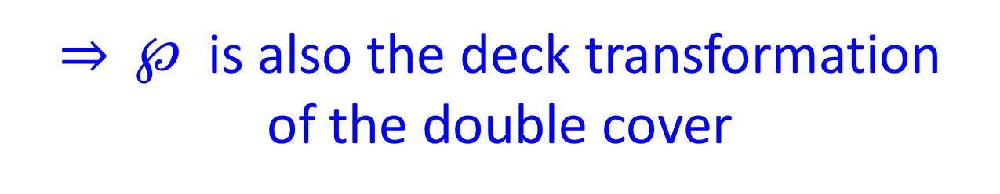 ⇒ ℘ is also the deck transformation
of the double cover